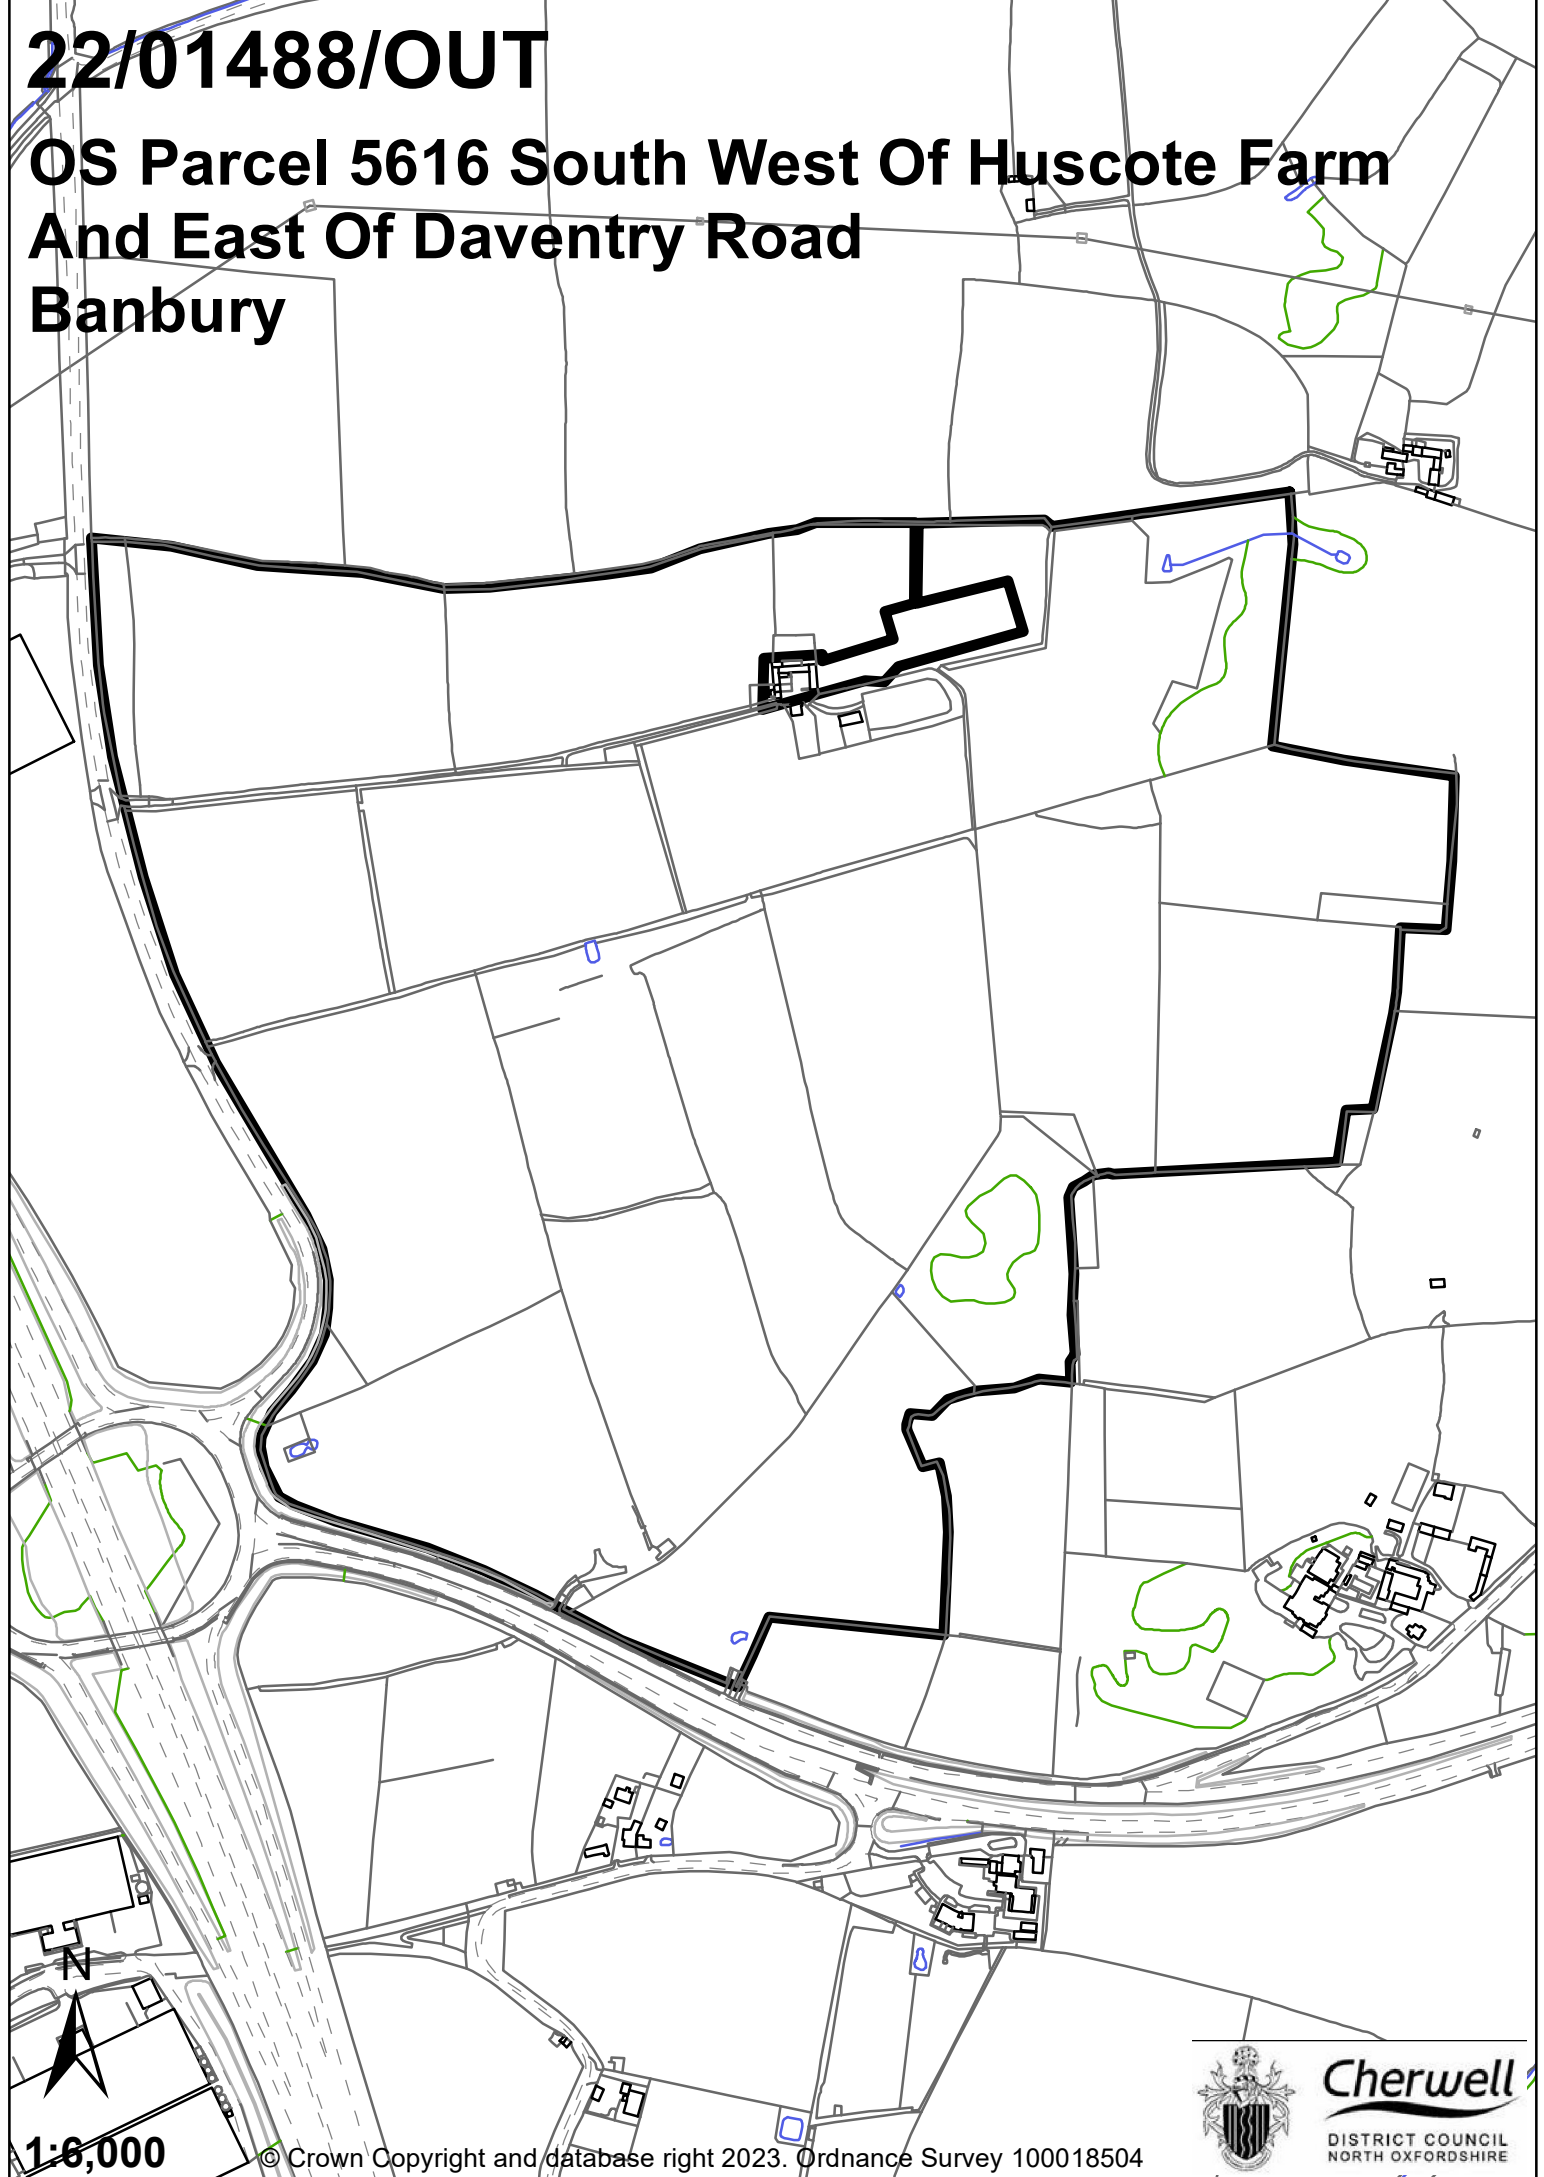 22/01488/OUT
OS Parcel 5616 South West Of Huscote Farm
And East Of Daventry Road
Banbury
N
1:6,000
© Crown Copyright and database right 2023. Ordnance Survey 100018504
Cherwell
DISTRICT COUNCIL
NORTH OXFORDSHIRE